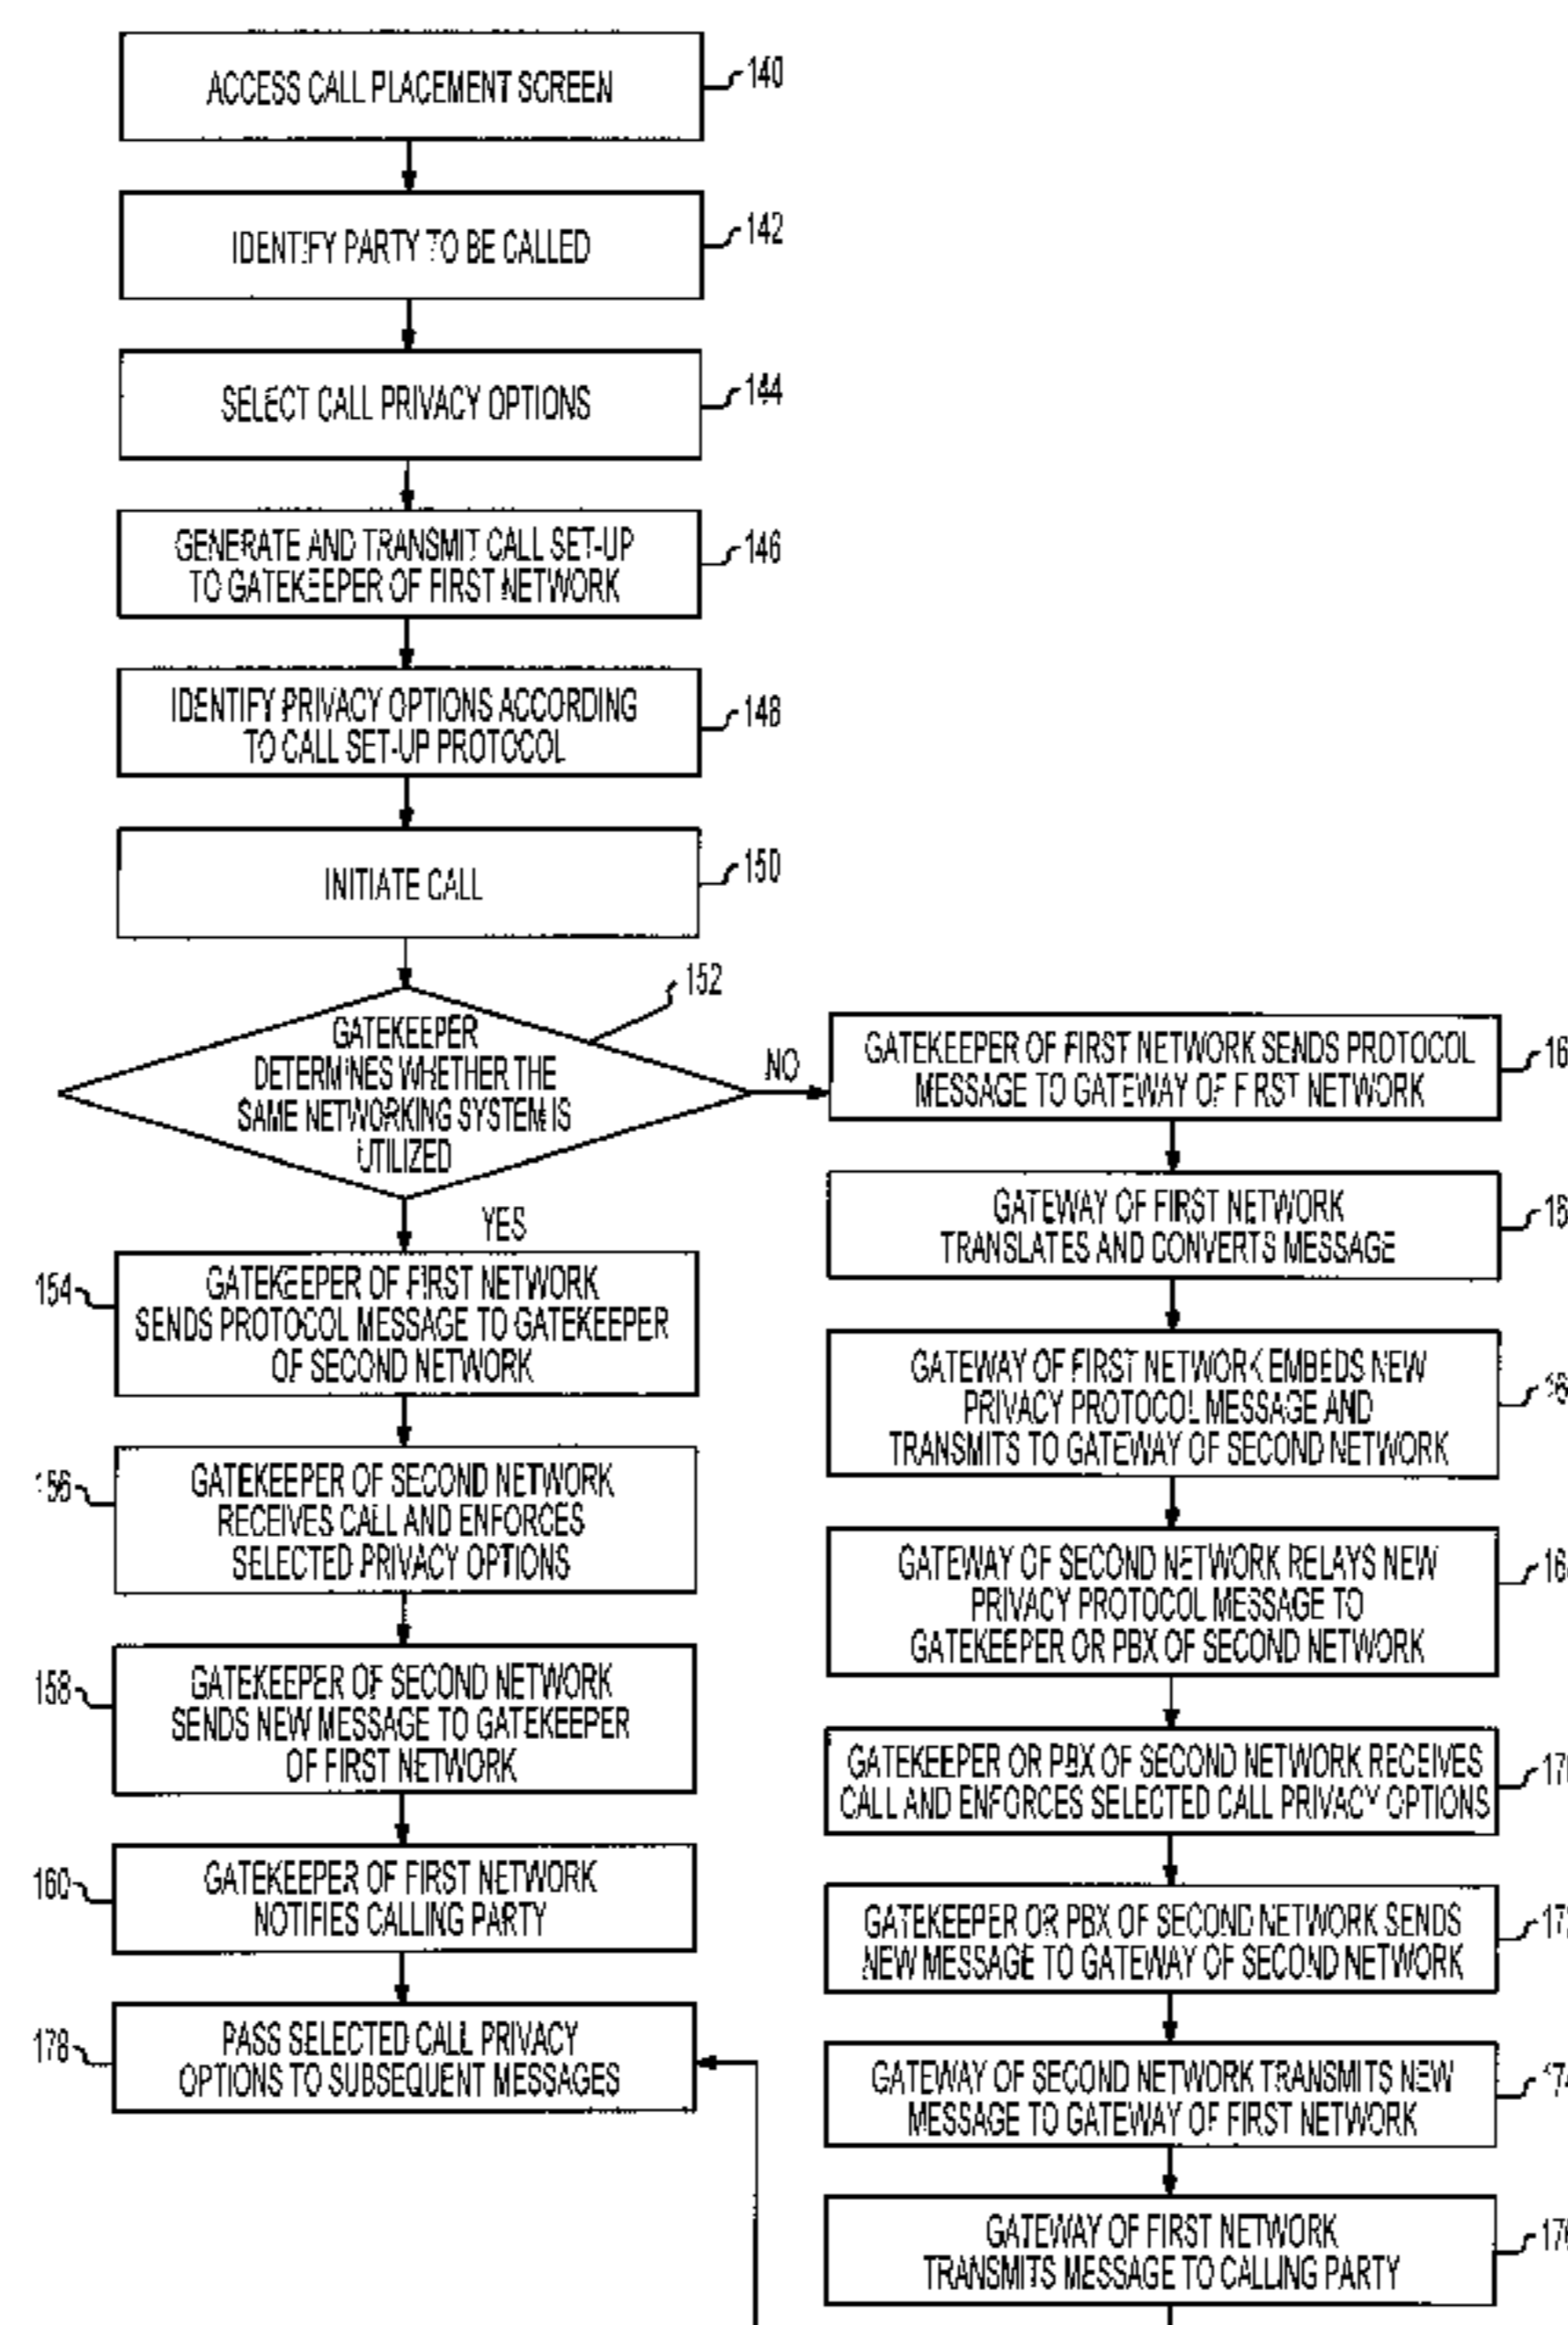 ACCESS CALL PLACEMENT SCREEN
140
IDENTIFY PARTY TO BE CALLED
142
SELECT CALL PRIVACY OPTIONS
144
GENERATE AND TRANSMIT CALL SET-UP
TO GATEKEEPER OF FIRST NETWORK
146
IDENTIFY PRIVACY OPTIONS ACCORDING
TO CALL SET-UP PROTOCOL
148
INITIATE CALL
150
152
GATEKEEPER
DETERMINES WHETHER THE
SAME NETWORKING SYSTEM IS
UTILIZED
NO
YES
154
GATEKEEPER OF FIRST NETWORK
SENDS PROTOCOL MESSAGE TO GATEKEEPER
OF SECOND NETWORK
156
GATEKEEPER OF SECOND NETWORK
RECEIVES CALL AND ENFORCES
SELECTED PRIVACY OPTIONS
158
GATEKEEPER OF SECOND NETWORK
SENDS NEW MESSAGE TO GATEKEEPER
OF FIRST NETWORK
160
GATEKEEPER OF FIRST NETWORK
NOTIFIES CALLING PARTY
178
PASS SELECTED CALL PRIVACY
OPTIONS TO SUBSEQUENT MESSAGES
GATEKEEPER OF FIRST NETWORK SENDS PROTOCOL
MESSAGE TO GATEWAY OF FIRST NETWORK
GATEWAY OF FIRST NETWORK
TRANSLATES AND CONVERTS MESSAGE
GATEWAY OF FIRST NETWORK EMBEDS NEW
PRIVACY PROTOCOL MESSAGE AND
TRANSMITS TO GATEWAY OF SECOND NETWORK
GATEWAY OF SECOND NETWORK RELAYS NEW
PRIVACY PROTOCOL MESSAGE TO
GATEKEEPER OR PBX OF SECOND NETWORK
GATEKEEPER OR PBX OF SECOND NETWORK RECEIVES
CALL AND ENFORCES SELECTED CALL PRIVACY OPTIONS
GATEKEEPER OR PBX OF SECOND NETWORK SENDS
NEW MESSAGE TO GATEWAY OF SECOND NETWORK
GATEWAY OF SECOND NETWORK TRANSMITS NEW
MESSAGE TO GATEWAY OF FIRST NETWORK
GATEWAY OF FIRST NETWORK
TRANSMITS MESSAGE TO CALLING PARTY